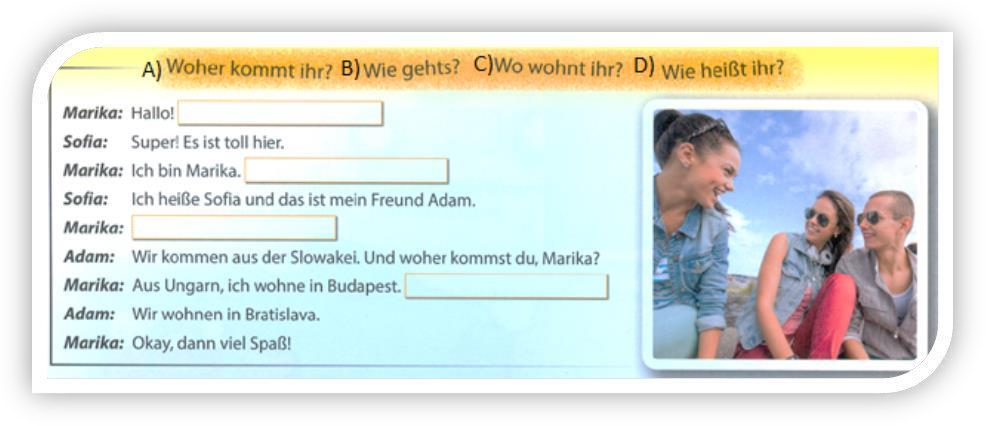 A) Woher kommt ihr? B) Wie gehts? C) Wo wohnt ihr? D) Wie heißt ihr?
Marika: Hallo!
Sofia: Super! Es ist toll hier.
Marika: Ich bin Marika.
Sofia: Ich heiße Sofia und das ist mein Freund Adam.
Marika:
Adam: Wir kommen aus der Slowakei. Und woher kommst du, Marika?
Marika: Aus Ungarn, ich wohne in Budapest.
Adam: Wir wohnen in Bratislava.
Marika: Okay, dann viel Spaß!